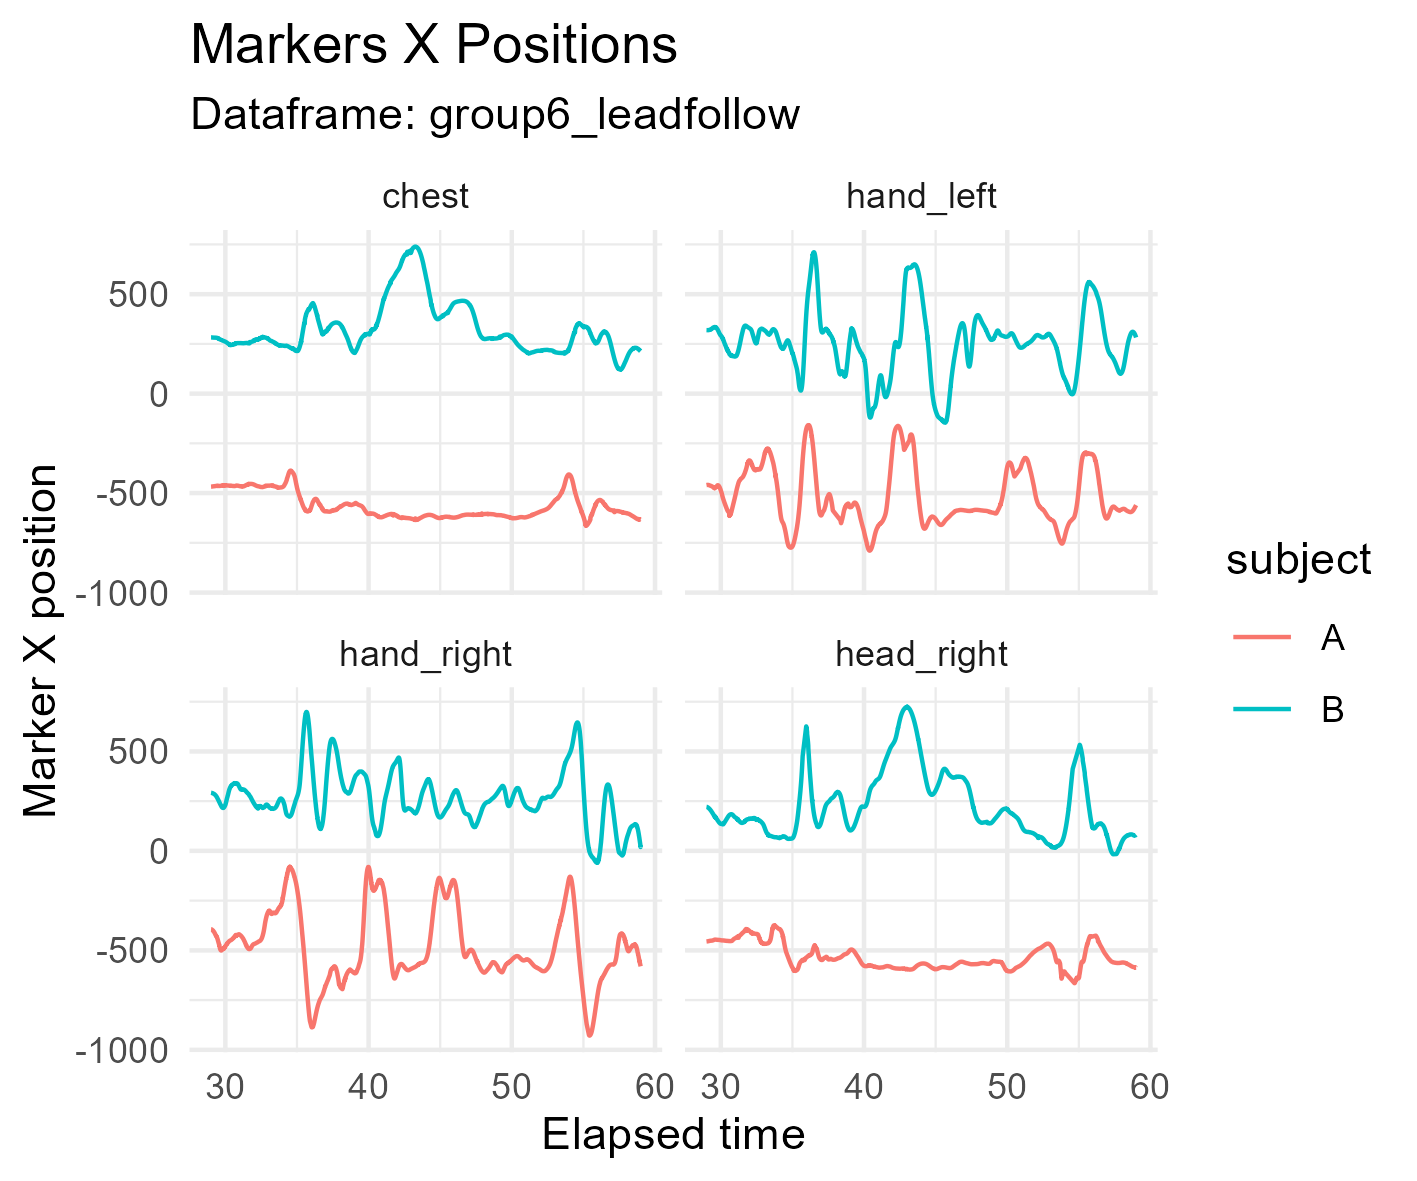 Markers X Positions
Dataframe: group6_leadfollow
chest
hand_left
500
0
-500
-1000
hand_right
head_right
500
0
-500
-1000
30
40
50
60
30
40
50
60
Elapsed time
Marker X position
subject
A
B